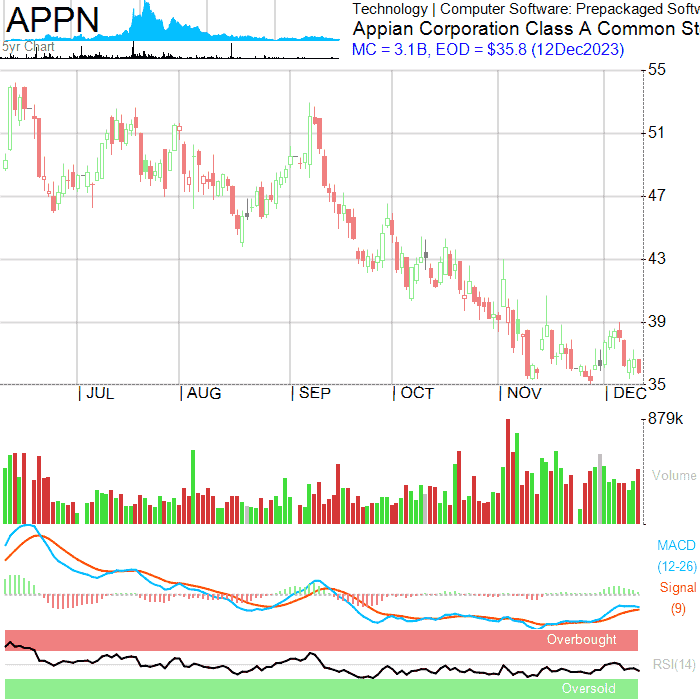 APPN
5yr Chart
Technology | Computer Software: Prepackaged Softw
Appian Corporation Class A Common St
MC = 3.1B, EOD = $35.8 (12Dec2023)
55
51
47
43
39
35
JUL
AUG
SEP
OCT
NOV
DEC
879k
Volume
MACD
(12-26)
Signal
(9)
Overbought
RSI(14)
Oversold